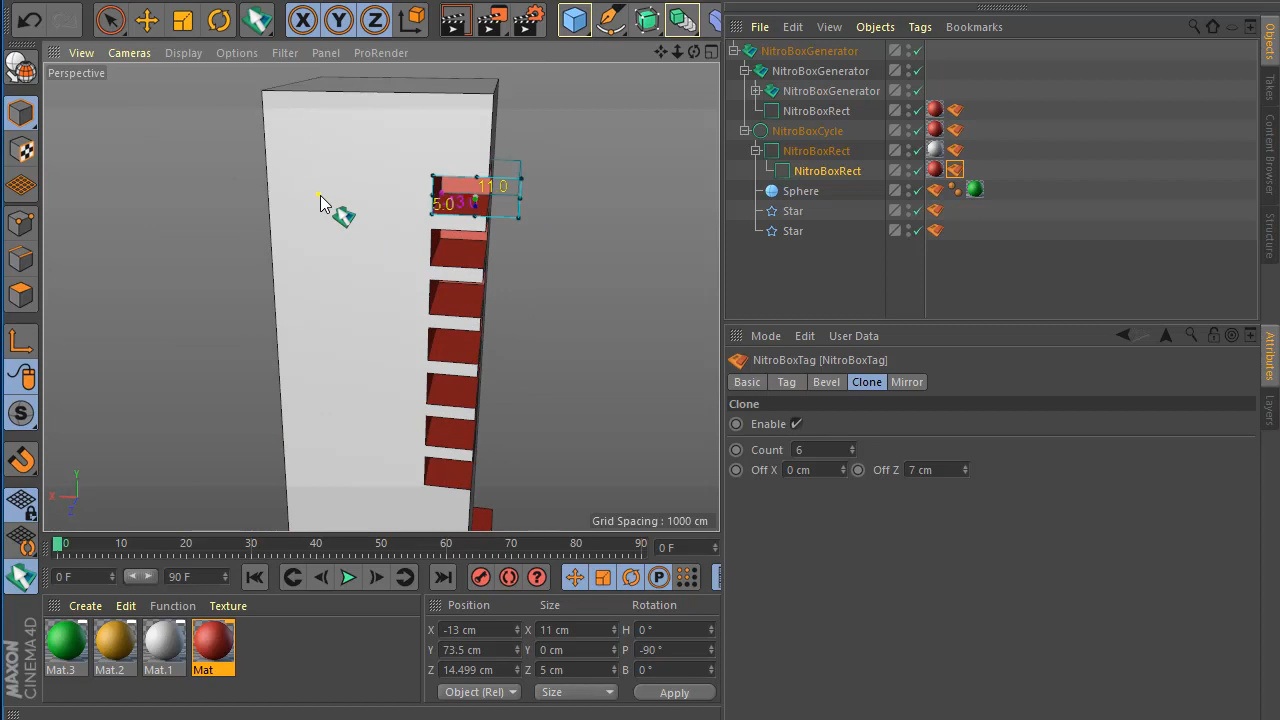 View Cameras Display Options Filter Panel ProRender
Perspective
11.0
5.0
Grid Spacing : 1000 cm
0 10 20 30 40 50 60 70 80 90
0 F
0 F
90 F
Create Edit Function Texture
Mat.3 Mat.2 Mat.1 Mat
Position Size Rotation
X -13 cm X 11 cm H 0 °
Y 73.5 cm Y 0 cm P -90 °
Z 14.499 cm Z 5 cm B 0 °
Object (Rel) Size Apply
MAXON
CINEMA 4D
File Edit View Objects Tags Bookmarks
NitroBoxGenerator
NitroBoxGenerator
NitroBoxGenerator
NitroBoxRect
NitroBoxCycle
NitroBoxRect
NitroBoxRect
Sphere
Star
Star
Objects
Takes
Content Browser
Structure
Mode Edit User Data
NitroBoxTag [NitroBoxTag]
Basic Tag Bevel Clone Mirror
Clone
Enable
Count 6
Off X 0 cm Off Z 7 cm
Attributes
Layers
X Y Z
S
P
X Y Z